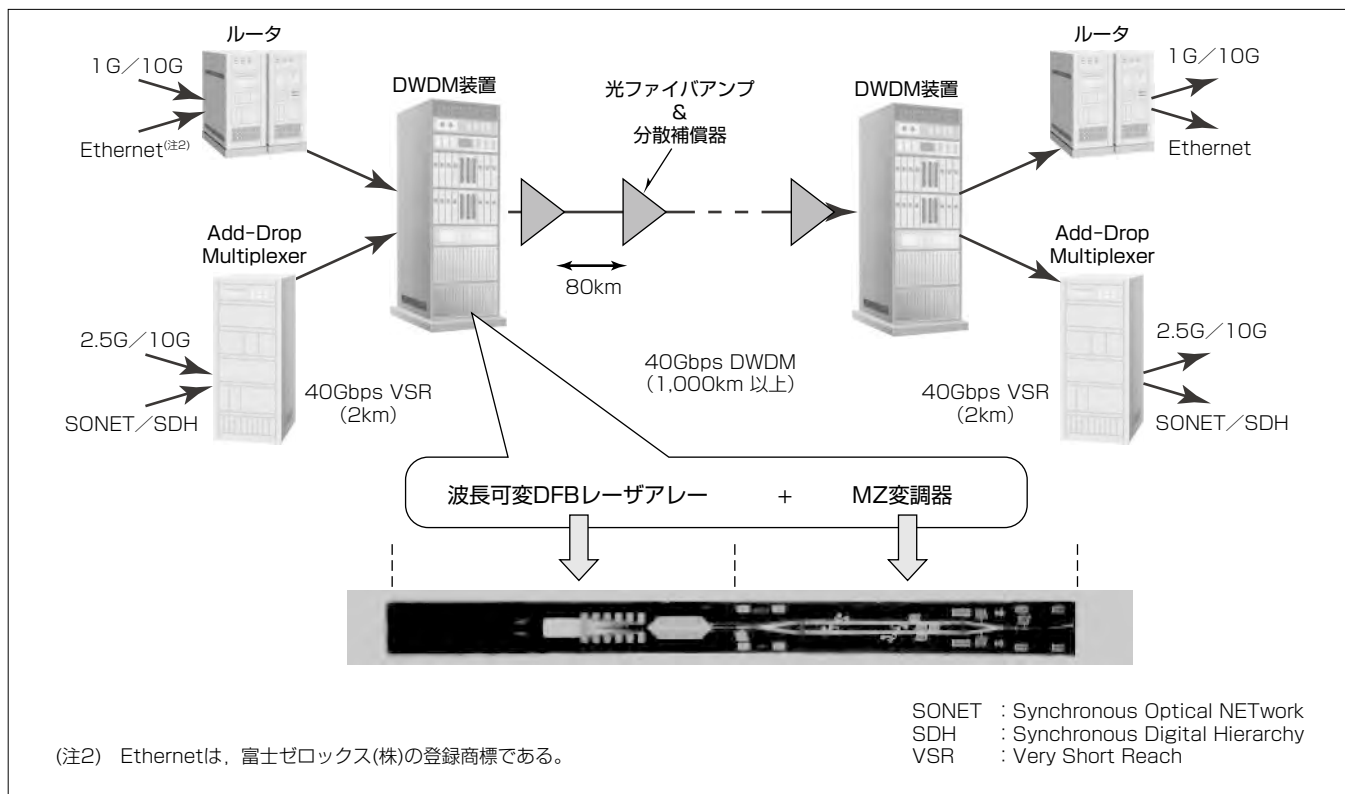 ルータ
1G/10G
Ethernet(注2)
DWDM装置
光ファイバアンプ
&
分散補償器
DWDM装置
ルータ
1G/10G
Ethernet
Add-Drop
Multiplexer
80km
Add-Drop
Multiplexer
2.5G/10G
SONET/SDH
40Gbps VSR
(2km)
40Gbps DWDM
(1,000km 以上)
40Gbps VSR
(2km)
2.5G/10G
SONET/SDH
波長可変DFBレーザアレー + MZ変調器
SONET : Synchronous Optical NETwork
SDH : Synchronous Digital Hierarchy
VSR : Very Short Reach
(注2) Ethernetは,富士ゼロックス(株)の登録商標である。